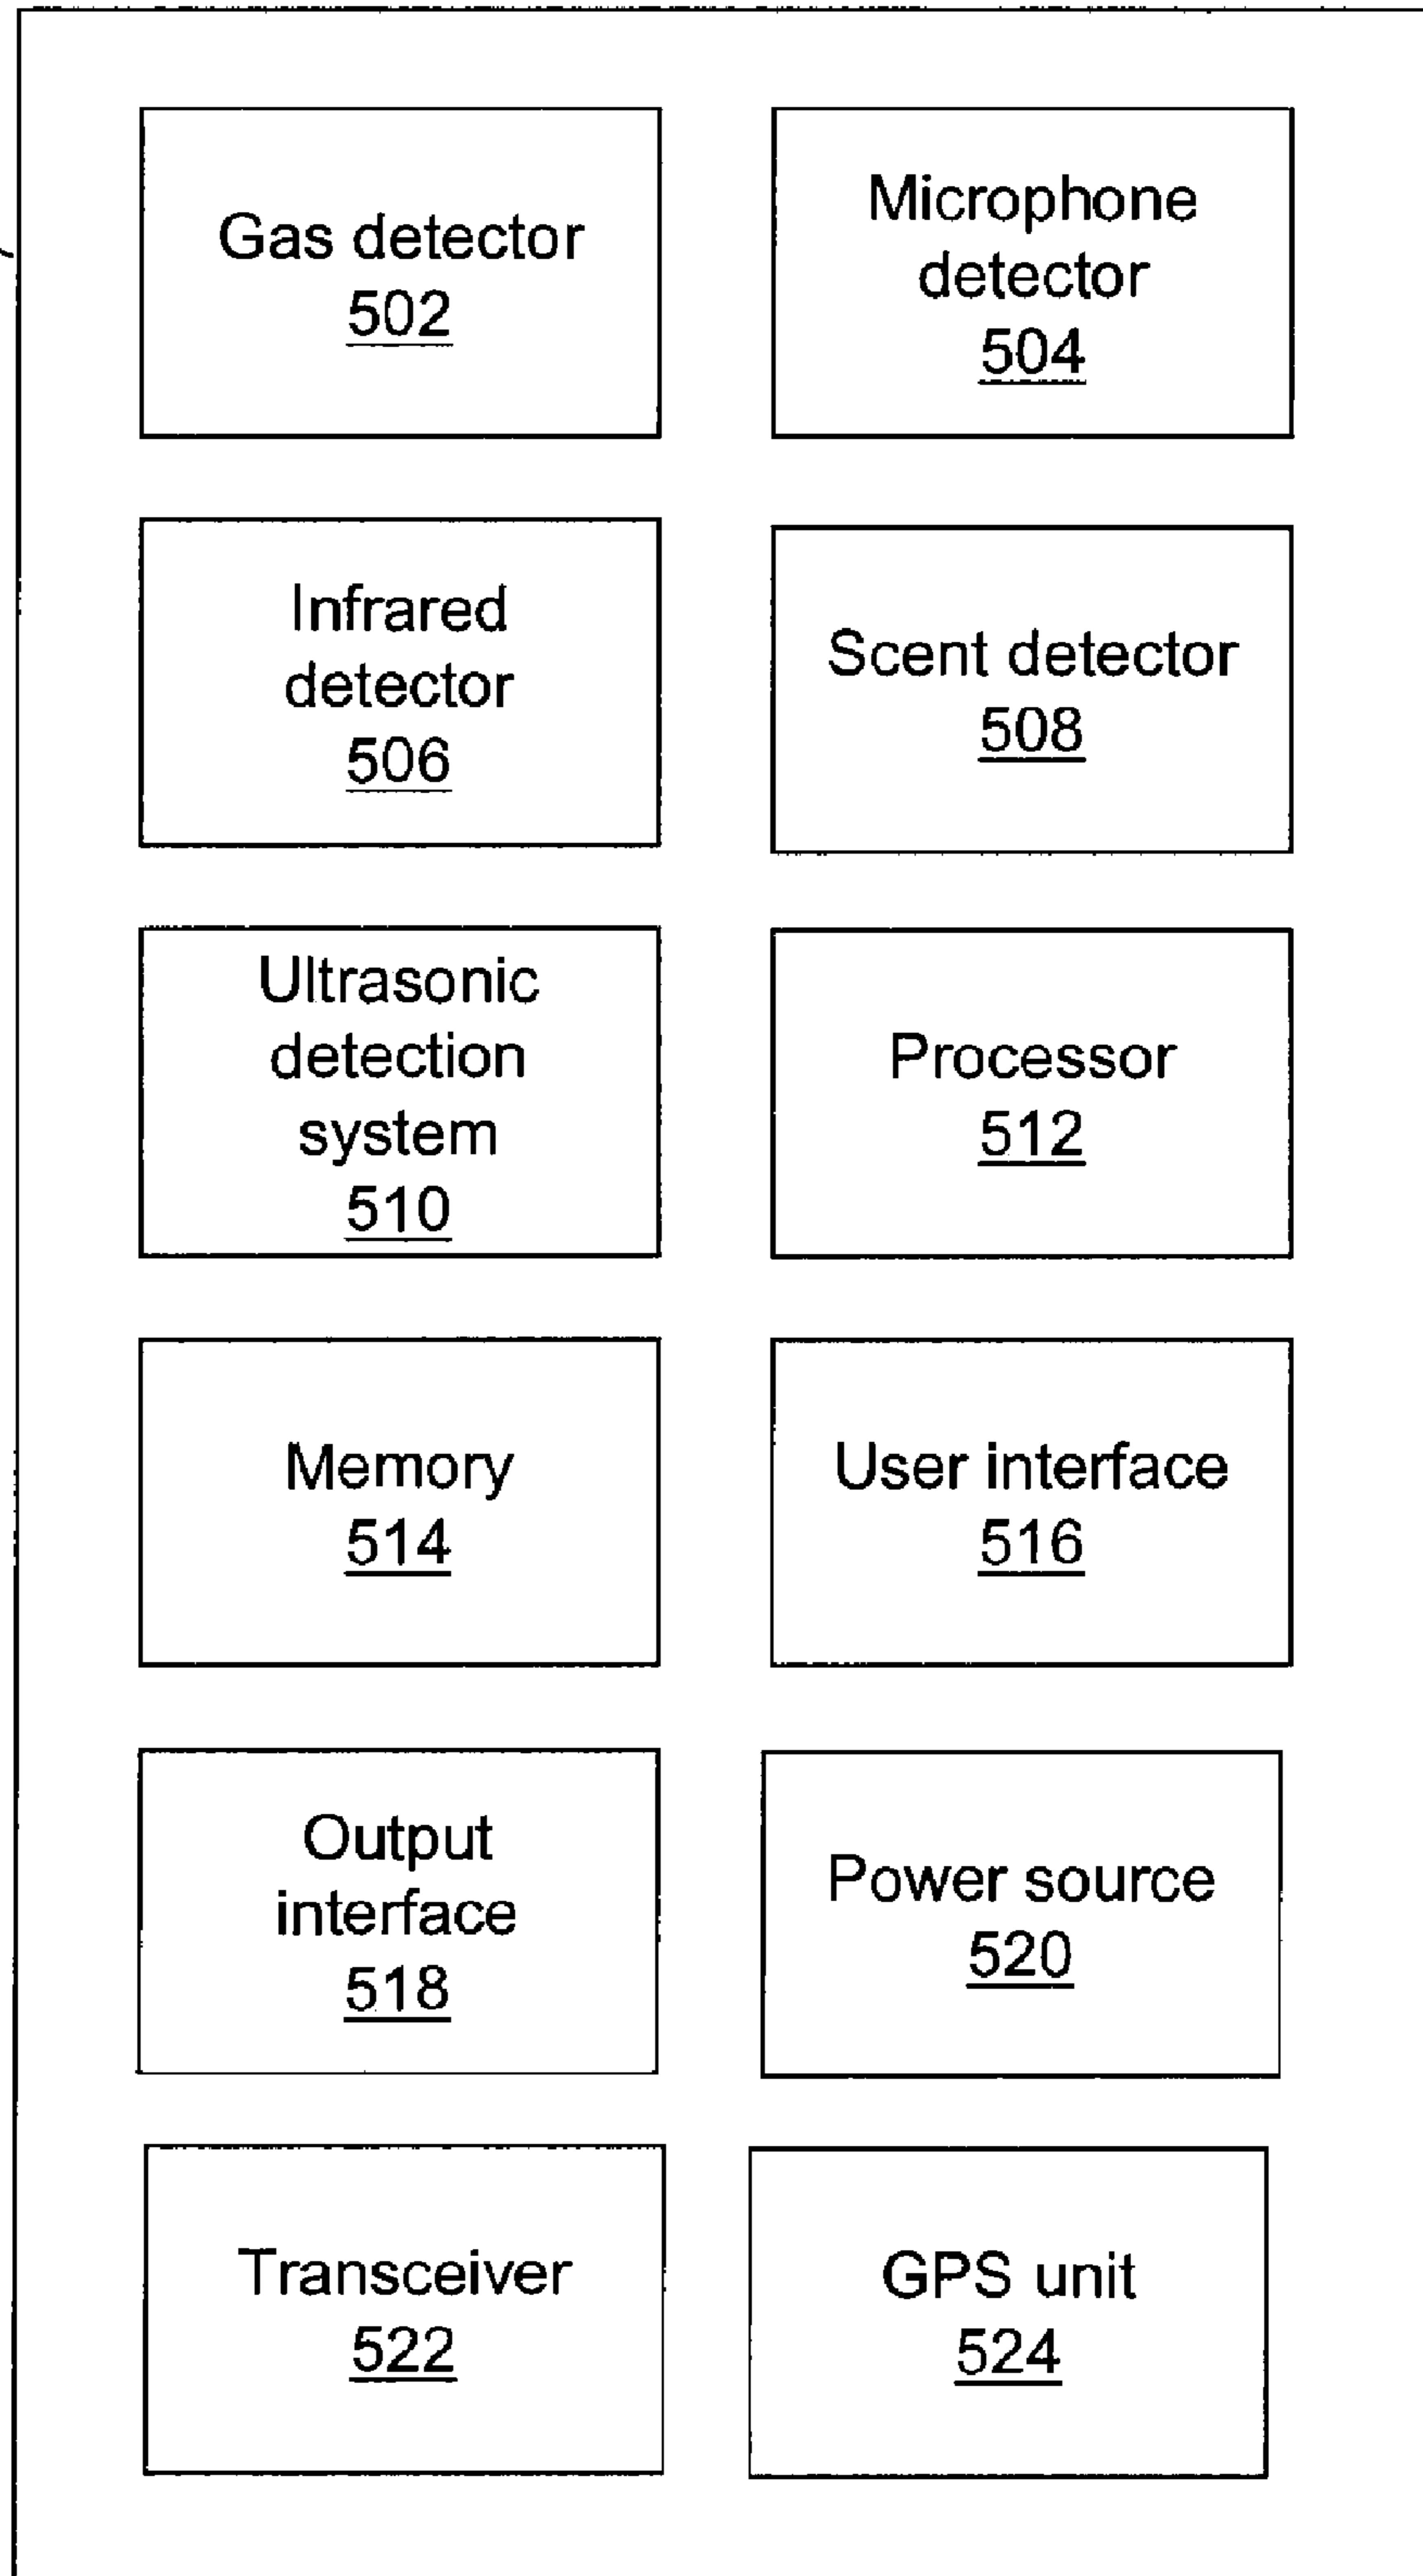 Gas detector
502
Microphone
detector
504
Infrared
detector
506
Scent detector
508
Ultrasonic
detection
system
510
Processor
512
Memory
514
User interface
516
Output
interface
518
Power source
520
Transceiver
522
GPS unit
524